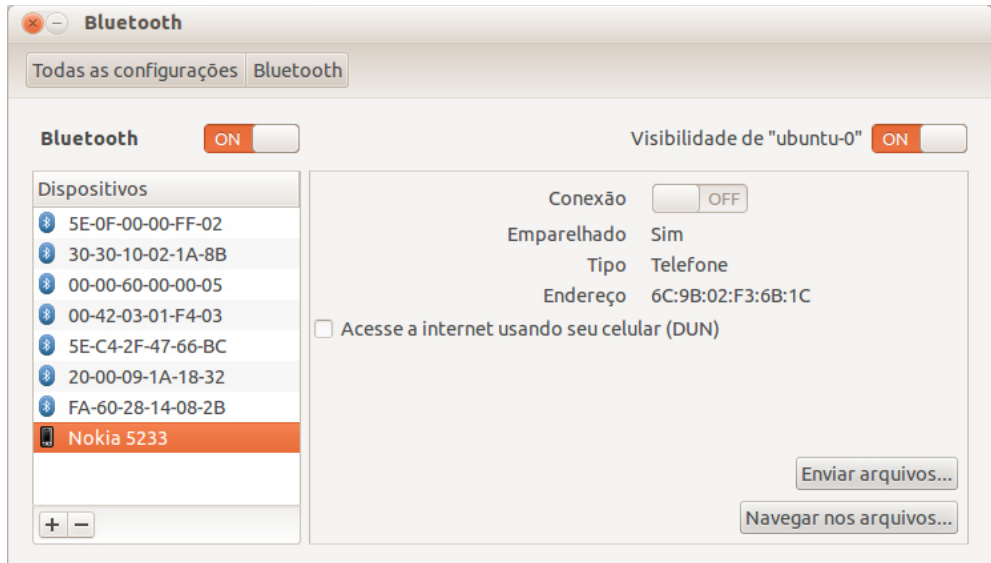 Bluetooth
Todas as configurações Bluetooth
Bluetooth ON
Visibilidade de "ubuntu-0" ON
Dispositivos
5E-0F-00-00-FF-02
30-30-10-02-1A-8B
00-00-60-00-00-05
00-42-03-01-F4-03
5E-C4-2F-47-66-BC
20-00-09-1A-18-32
FA-60-28-14-08-2B
Nokia 5233
Conexão OFF
Emparelhado Sim
Tipo Telefone
Endereço 6C:9B:02:F3:6B:1C
Acesse a internet usando seu celular (DUN)
Enviar arquivos...
Navegar nos arquivos...